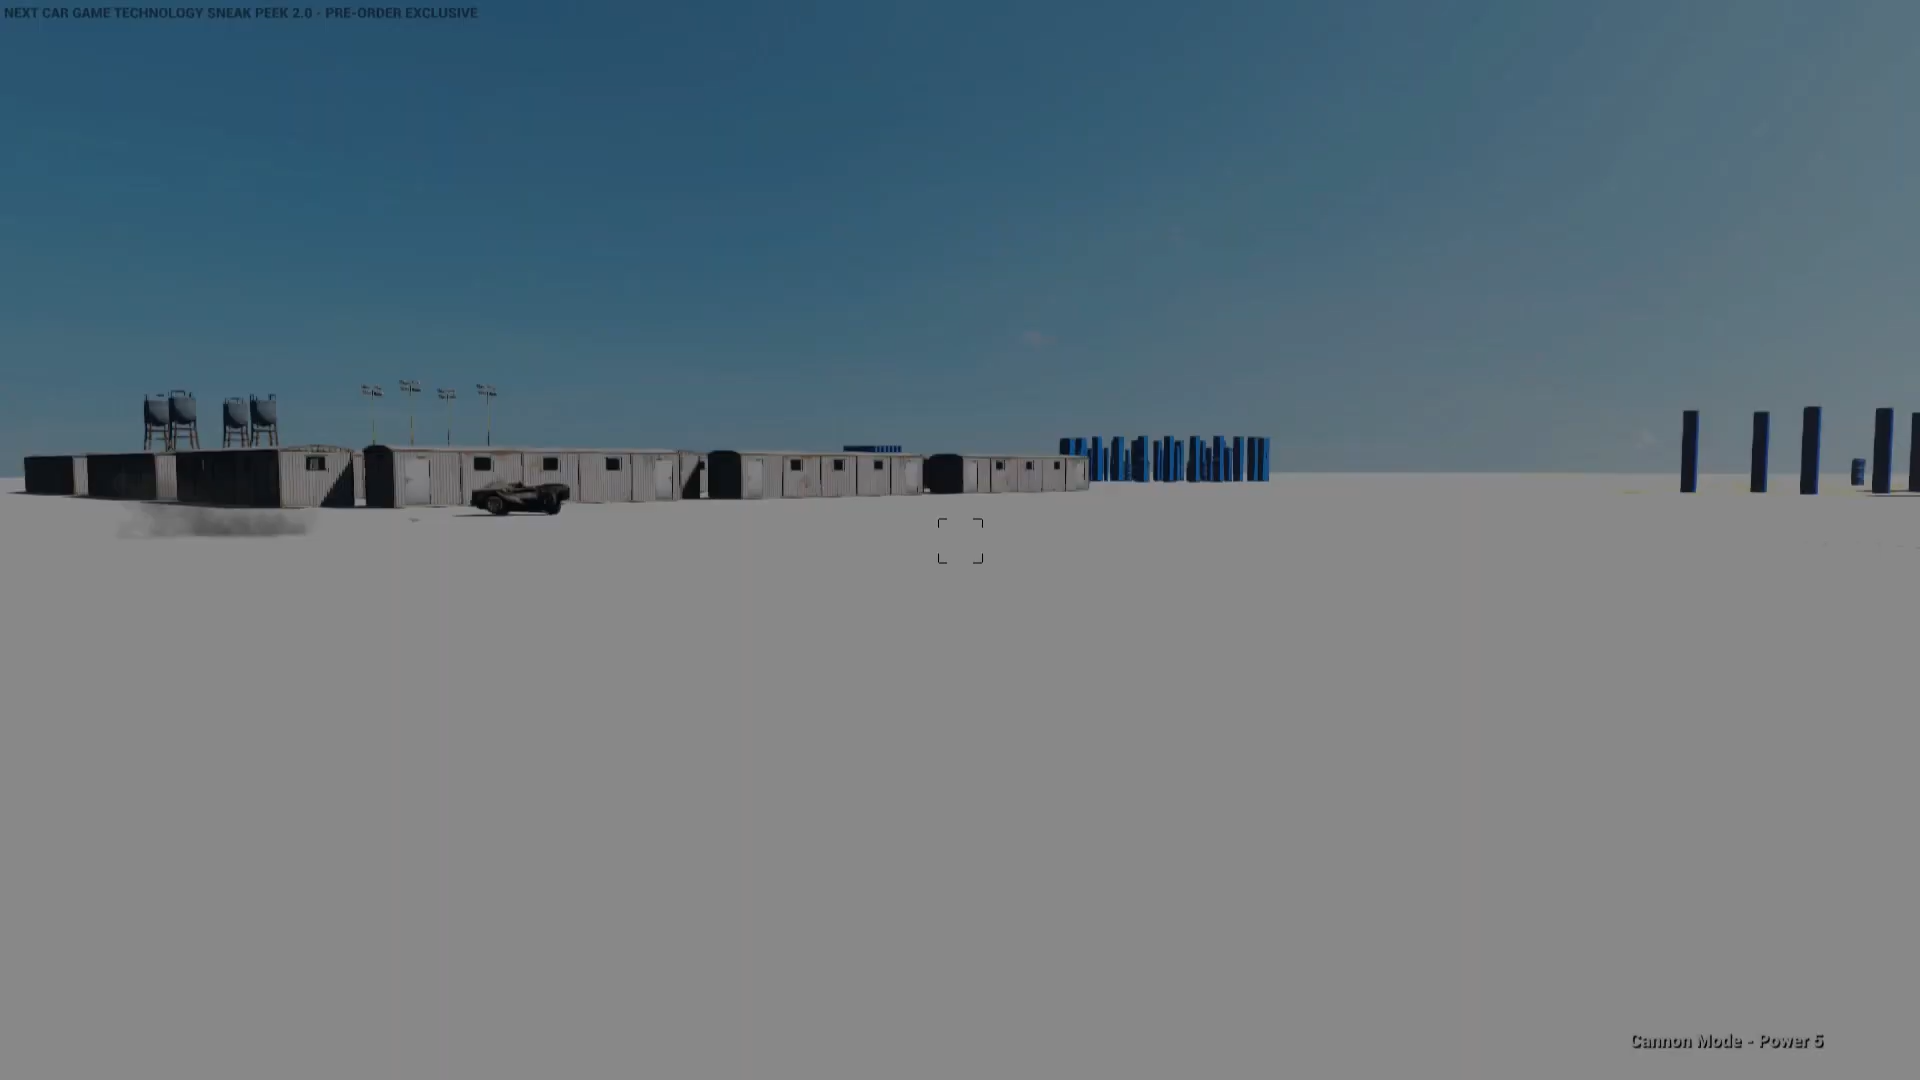 NEXT CAR GAME TECHNOLOGY SNEAK PEEK 2.0 - PRE-ORDER EXCLUSIVE
Cannon Mode - Power 5